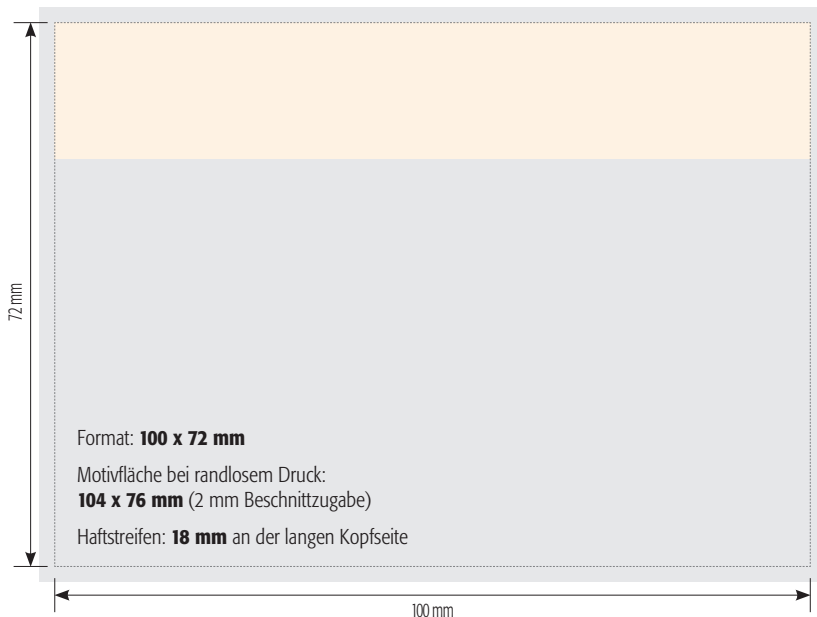 72 mm
Format: 100 x 72 mm
Motivfläche bei randlosem Druck:
104 x 76 mm (2 mm Beschnittzugabe)
Haftstreifen: 18 mm an der langen Kopfseite
100 mm